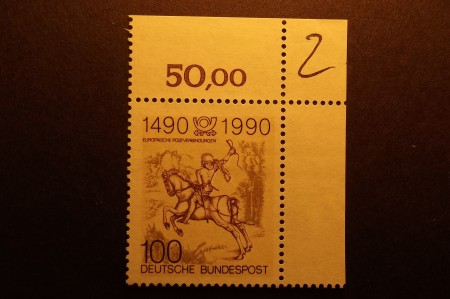 50,00
2
1490 1990
EUROPÄISCHE POSTVERBINDUNGEN
100
DEUTSCHE BUNDESPOST